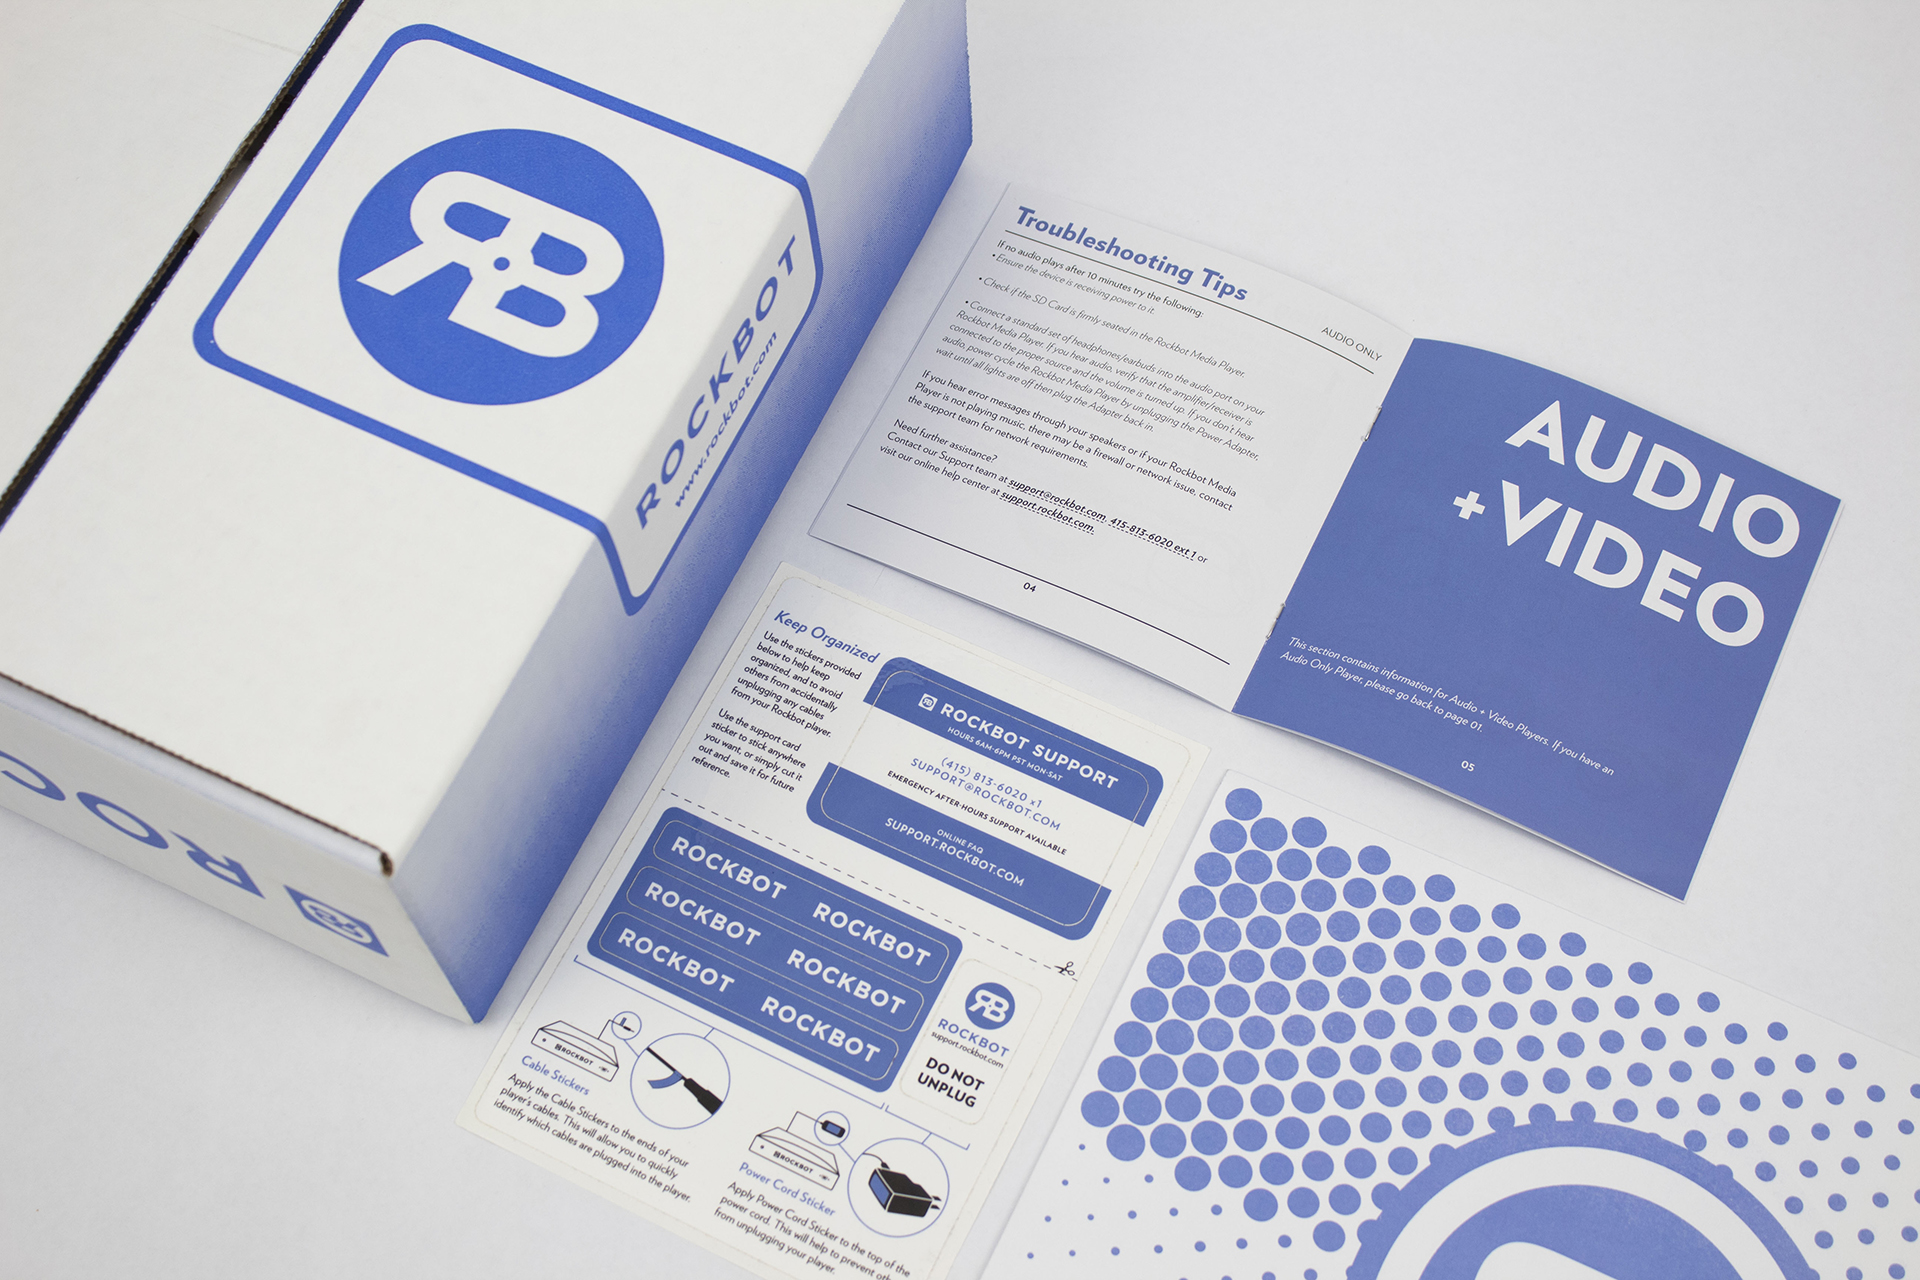 RB
ROCKBOT
www.rockbot.com
ROC
Troubleshooting Tips
AUDIO ONLY
If no audio plays after 10 minutes try the following:
• Ensure the device is receiving power to it.
• Check if the SD Card is firmly seated in the Rockbot Media Player.
• Connect a standard set of headphones/earbuds into the audio port on your
Rockbot Media Player. If you hear audio, verify that the amplifier/receiver is
connected to the proper source and the volume is turned up. If you don't hear
audio, power cycle the Rockbot Media Player by unplugging the Power Adapter,
wait until all lights are off then plug the Adapter back in.
If you hear error messages through your speakers or if your Rockbot Media
Player is not playing music, there may be a firewall or network issue, contact
the support team for network requirements.
Need further assistance?
Contact our Support team at support@rockbot.com, 415-813-6020 ext 1 or
visit our online help center at support.rockbot.com.
04
AUDIO
+VIDEO
This section contains information for Audio + Video Players. If you have an
Audio Only Player, please go back to page 01.
05
Keep Organized
Use the stickers provided
below to help keep
organized, and to avoid
others from accidentally
unplugging any cables
from your Rockbot player.
Use the support card
sticker to stick anywhere
you want, or simply cut it
out and save it for future
reference.
RB ROCKBOT SUPPORT
HOURS 6AM-6PM PST MON-SAT
(415) 813-6020 x1
SUPPORT@ROCKBOT.COM
EMERGENCY AFTER-HOURS SUPPORT AVAILABLE
ONLINE FAQ
SUPPORT.ROCKBOT.COM
ROCKBOT ROCKBOT
ROCKBOT ROCKBOT
ROCKBOT ROCKBOT
RB
ROCKBOT
support.rockbot.com
DO NOT
UNPLUG
ROCKBOT
Cable Stickers
Apply the Cable Stickers to the ends of your
player's cables. This will allow you to quickly
identify which cables are plugged into the player.
ROCKBOT
Power Cord Sticker
Apply Power Cord Sticker to the top of the
power cord. This will help to prevent oth
from unplugging your player.